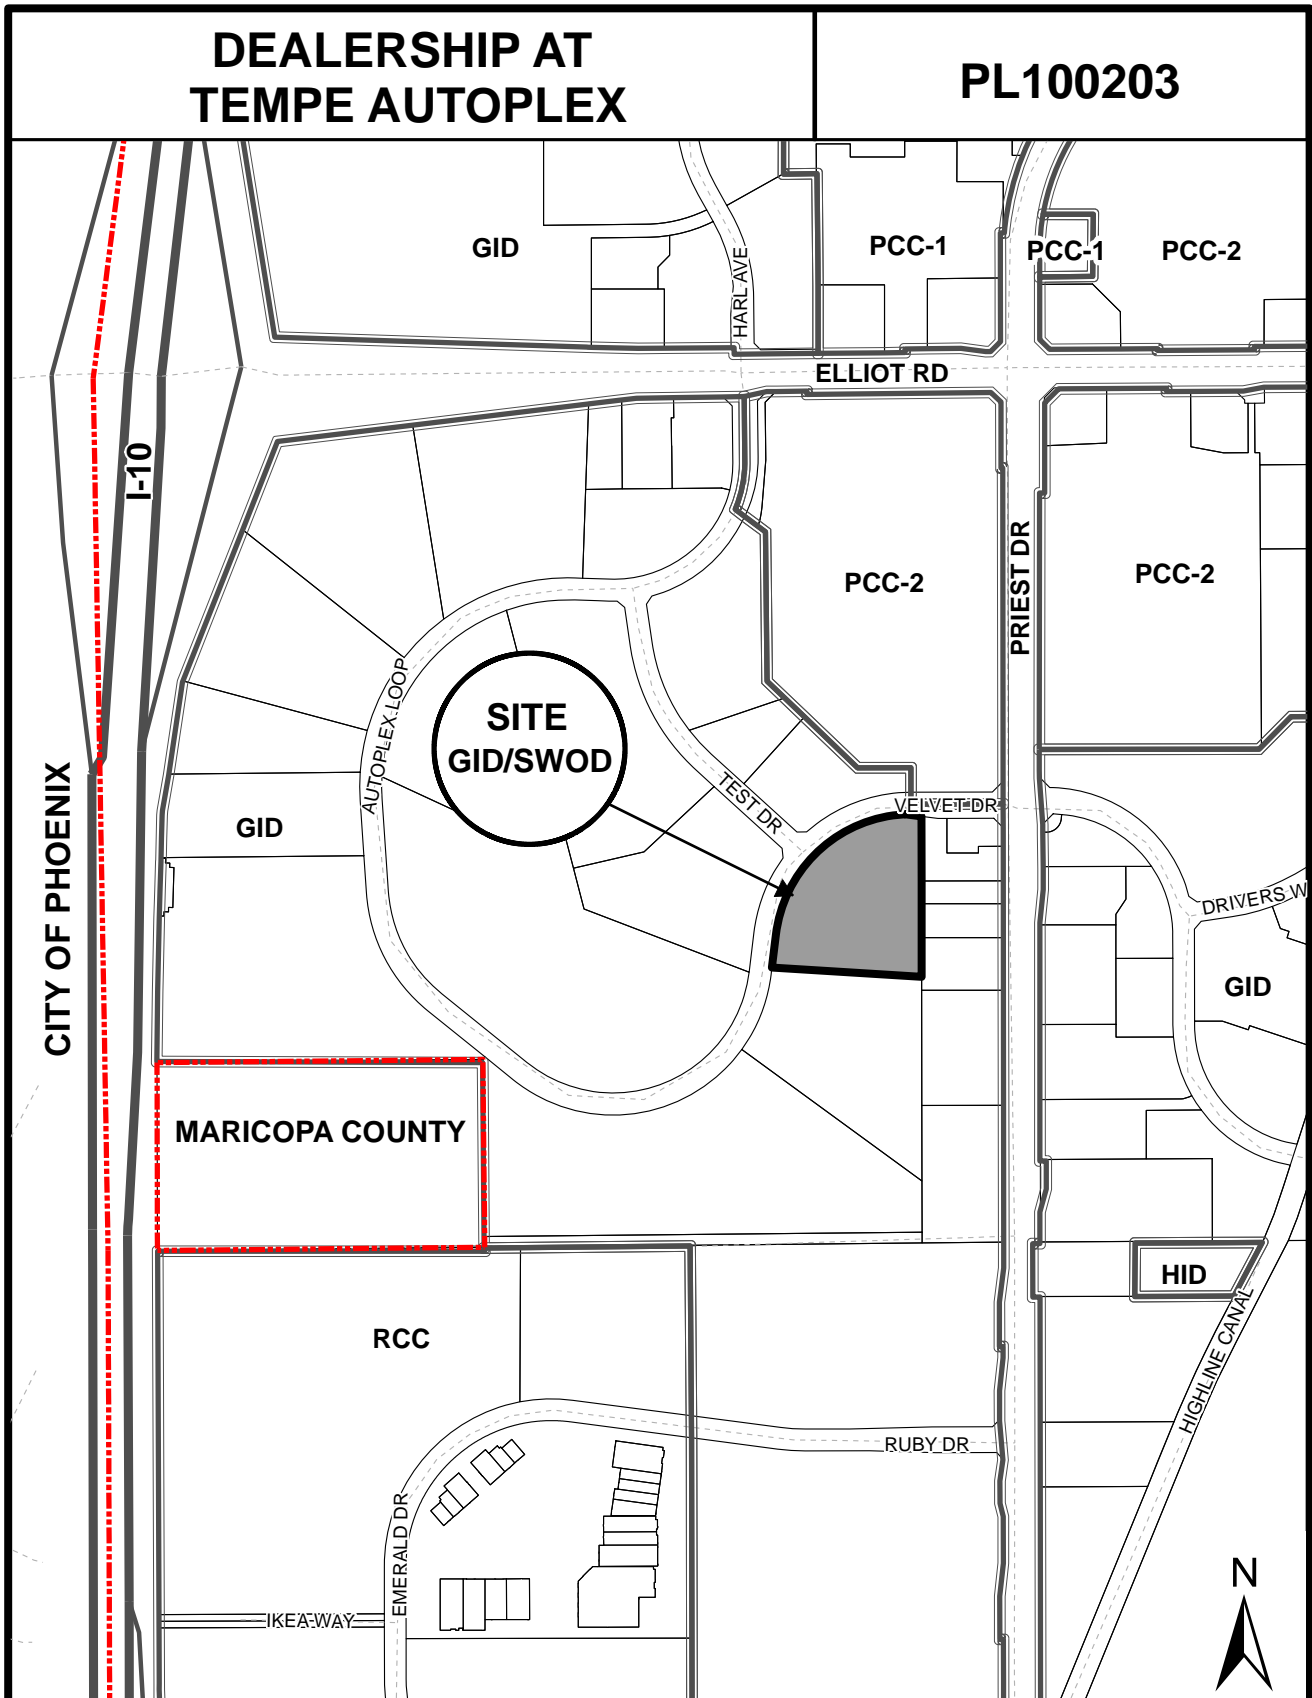 DEALERSHIP AT
TEMPE AUTOPLEX
PL100203
GID
HARL AVE
PCC-1
PCC-1
PCC-2
ELLIOT RD
I-10
PCC-2
PRIEST DR
PCC-2
AUTOPLEX LOOP
SITE
GID/SWOD
TEST DR
VELVET DR
GID
CITY OF PHOENIX
DRIVERS W
GID
MARICOPA COUNTY
HID
RCC
HIGHLINE CANAL
RUBY DR
EMERALD DR
IKEA WAY
N